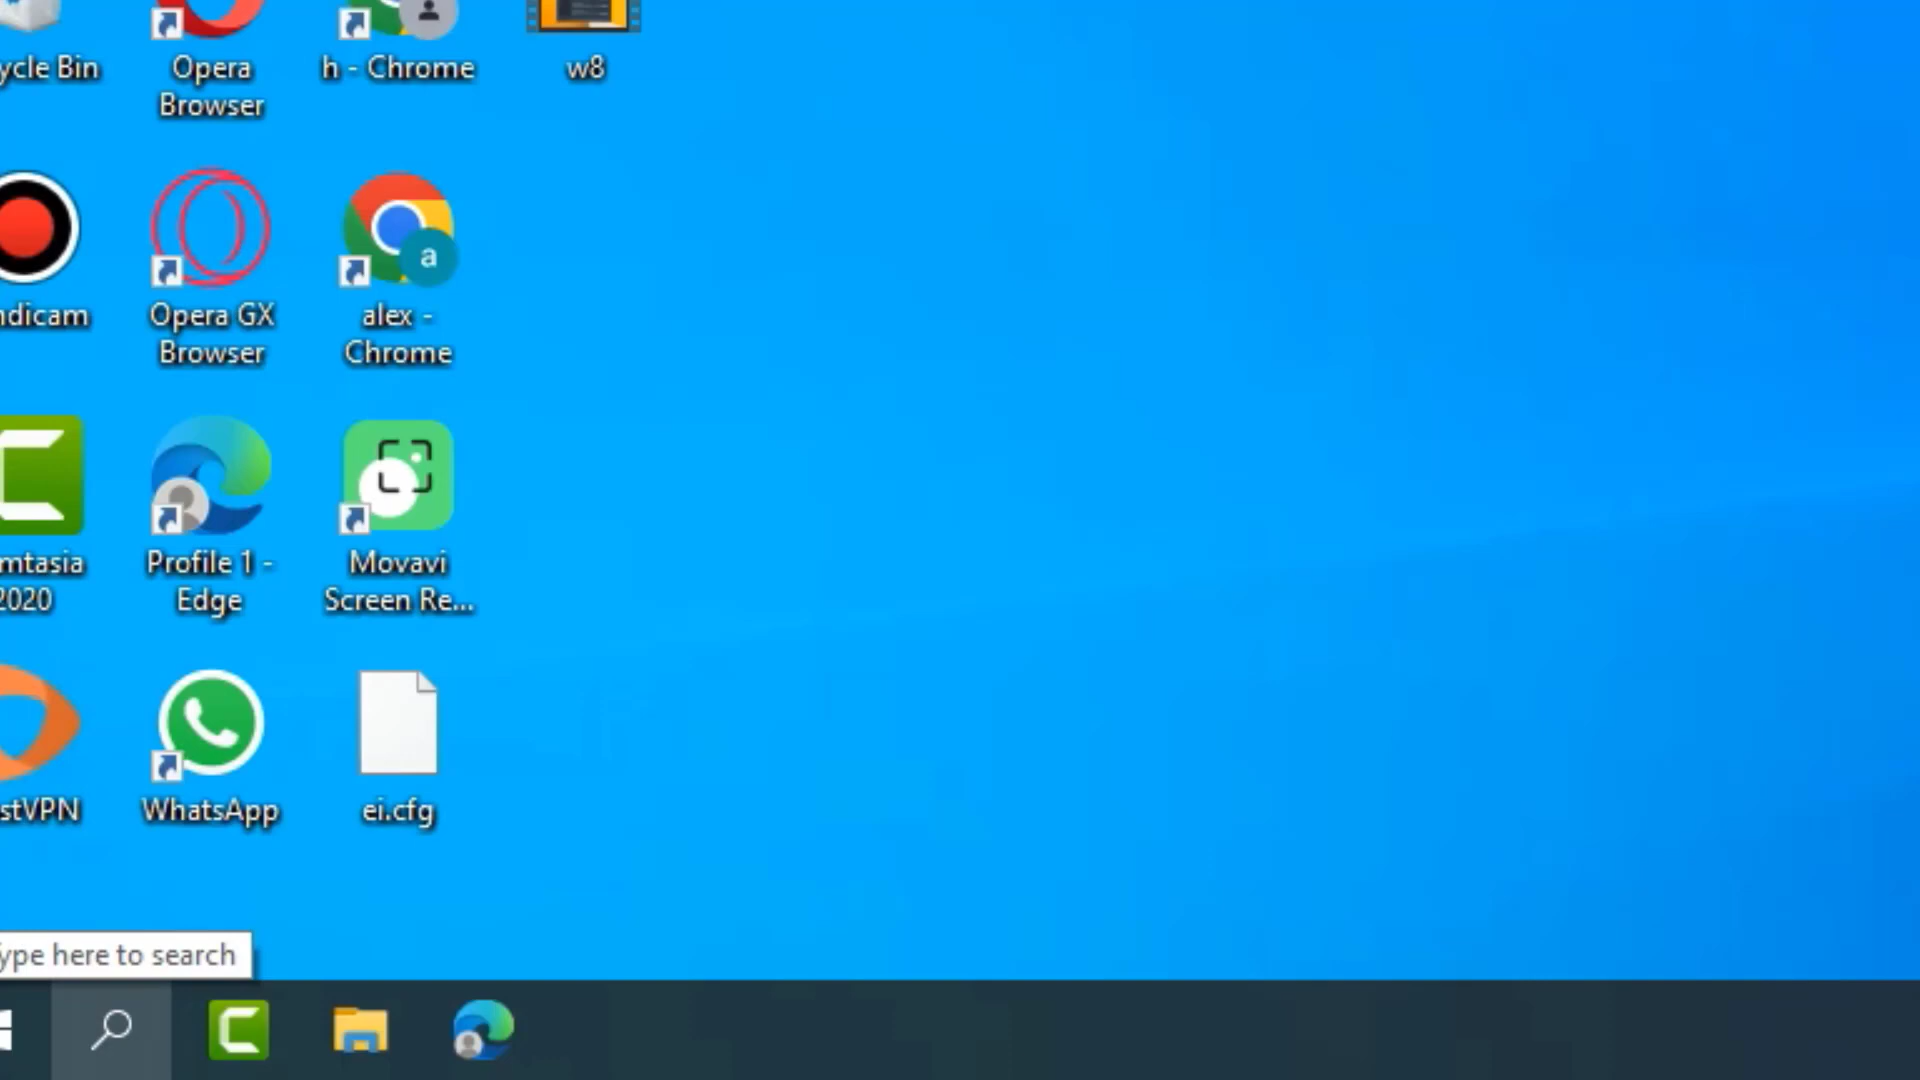 ycle Bin
Opera
Browser
h - Chrome
w8
ndicam
Opera GX
Browser
a
alex -
Chrome
mtasia
2020
Profile 1 -
Edge
Movavi
Screen Re...
stVPN
WhatsApp
ei.cfg
ype here to search